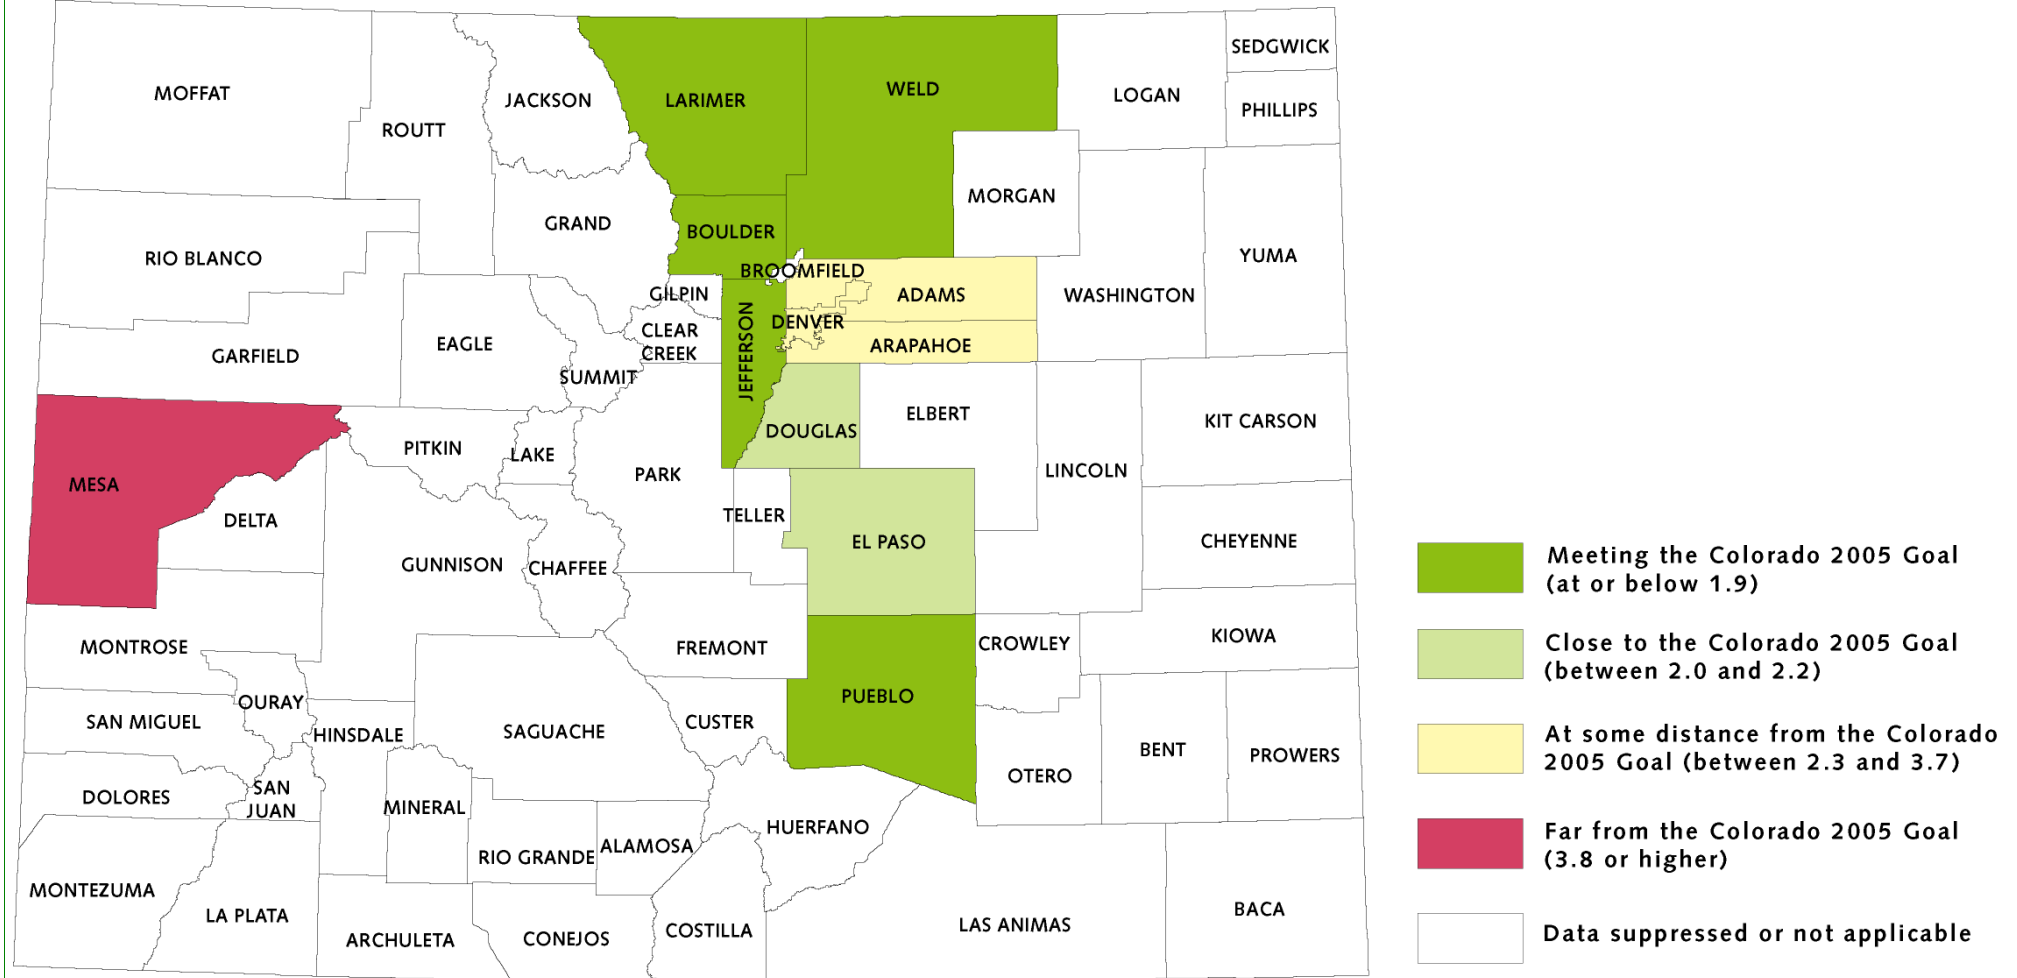 SEDGWICK
MOFFAT
JACKSON
LARIMER
WELD
LOGAN
PHILLIPS
ROUTT
MORGAN
GRAND
BOULDER
RIO BLANCO
YUMA
BROOMFIELD
GILPIN
ADAMS
WASHINGTON
CLEAR
CREEK
DENVER
JEFFERSON
ARAPAHOE
EAGLE
GARFIELD
SUMMIT
ELBERT
KIT CARSON
DOUGLAS
PITKIN
LAKE
PARK
LINCOLN
MESA
DELTA
TELLER
EL PASO
CHEYENNE
GUNNISON
CHAFFEE
MONTROSE
FREMONT
CROWLEY
KIOWA
OURAY
PUEBLO
SAN MIGUEL
HINSDALE
SAGUACHE
CUSTER
BENT
PROWERS
OTERO
DOLORES
SAN
JUAN
MINERAL
HUERFANO
RIO GRANDE
ALAMOSA
MONTEZUMA
LA PLATA
ARCHULETA
CONEJOS
COSTILLA
LAS ANIMAS
BACA
Meeting the Colorado 2005 Goal
(at or below 1.9)
Close to the Colorado 2005 Goal
(between 2.0 and 2.2)
At some distance from the Colorado
2005 Goal (between 2.3 and 3.7)
Far from the Colorado 2005 Goal
(3.8 or higher)
Data suppressed or not applicable